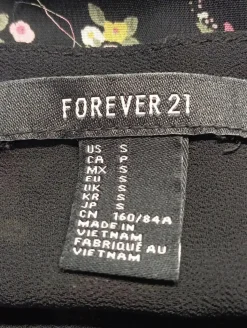 FOREVER 21
US S
CA P
MX S
EU S
UK S
KR S
JP S
CN 160/84A
MADE IN
VIETNAM
FABRIQUÉ AU
VIETNAM